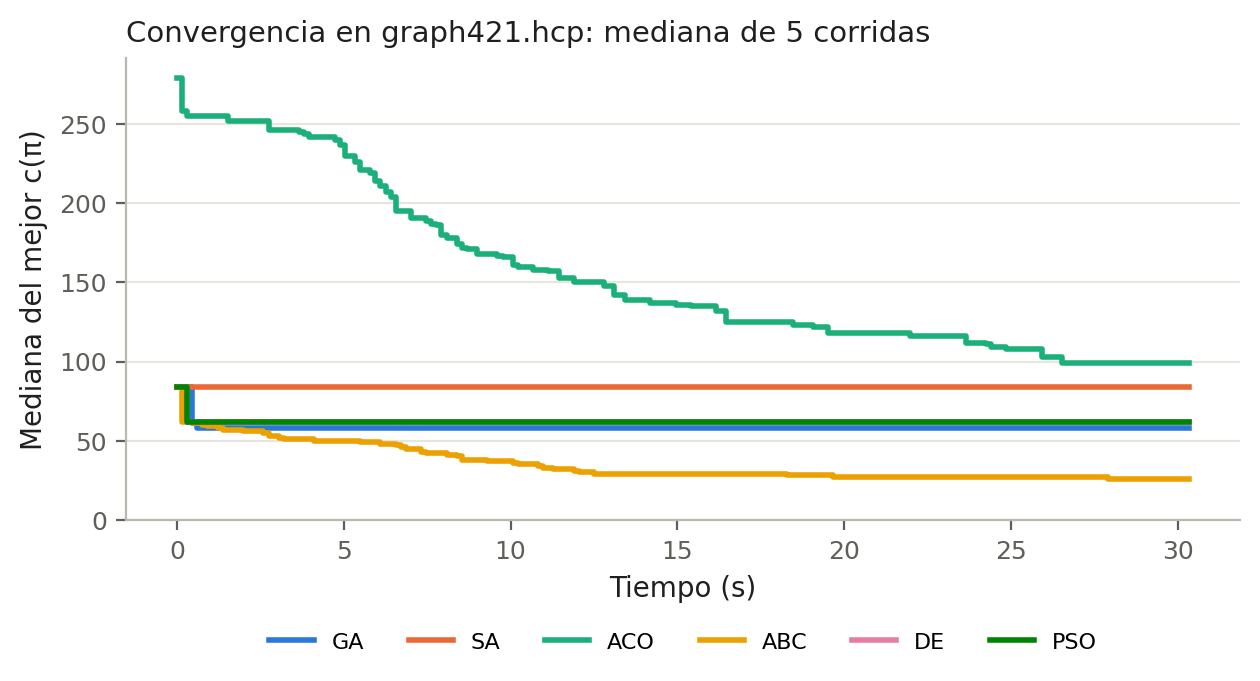 Convergencia en graph421.hcp: mediana de 5 corridas
Mediana del mejor c(π)
250
200
150
100
50
0
0 5 10 15 20 25 30
Tiempo (s)
GA SA ACO ABC DE PSO